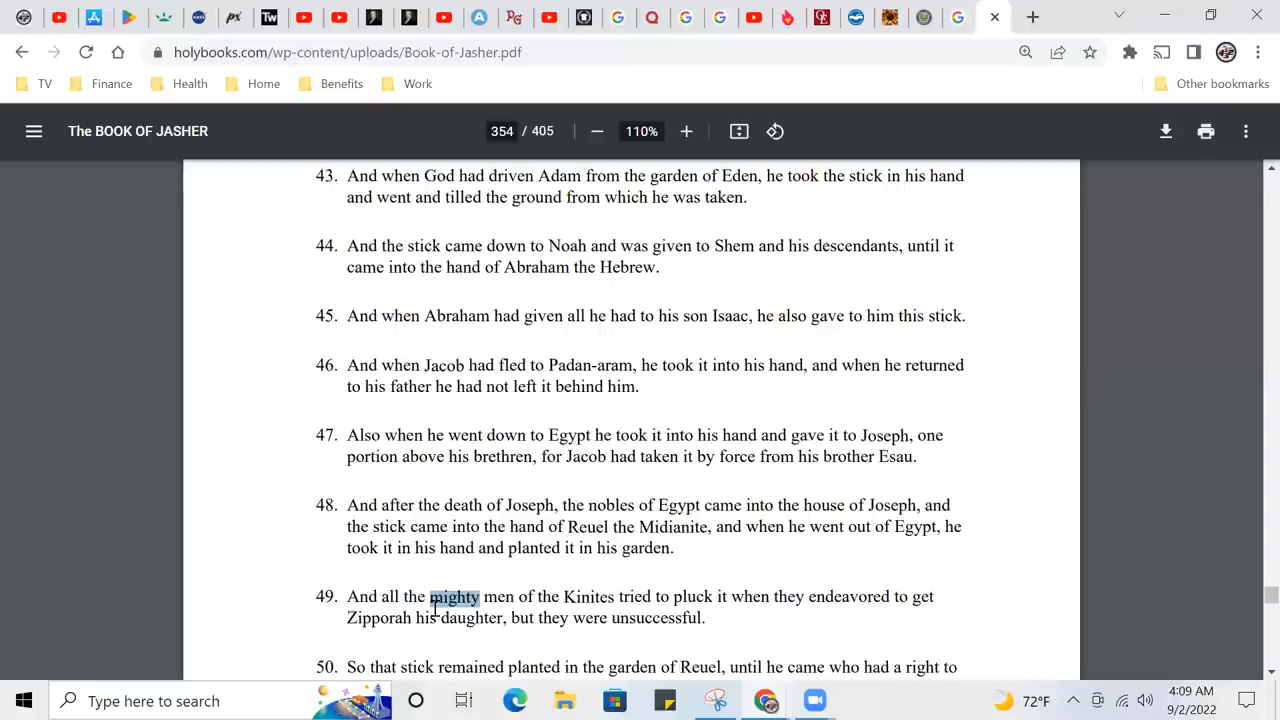 holybooks.com/wp-content/uploads/Book-of-Jasher.pdf
TV Finance Health Home Benefits Work Other bookmarks
The BOOK OF JASHER 354 / 405 110%
43. And when God had driven Adam from the garden of Eden, he took the stick in his hand
and went and tilled the ground from which he was taken.
44. And the stick came down to Noah and was given to Shem and his descendants, until it
came into the hand of Abraham the Hebrew.
45. And when Abraham had given all he had to his son Isaac, he also gave to him this stick.
46. And when Jacob had fled to Padan-aram, he took it into his hand, and when he returned
to his father he had not left it behind him.
47. Also when he went down to Egypt he took it into his hand and gave it to Joseph, one
portion above his brethren, for Jacob had taken it by force from his brother Esau.
48. And after the death of Joseph, the nobles of Egypt came into the house of Joseph, and
the stick came into the hand of Reuel the Midianite, and when he went out of Egypt, he
took it in his hand and planted it in his garden.
49. And all the mighty men of the Kinites tried to pluck it when they endeavored to get
Zipporah his daughter, but they were unsuccessful.
50. So that stick remained planted in the garden of Reuel, until he came who had a right to
Type here to search 72°F 4:09 AM
9/2/2022